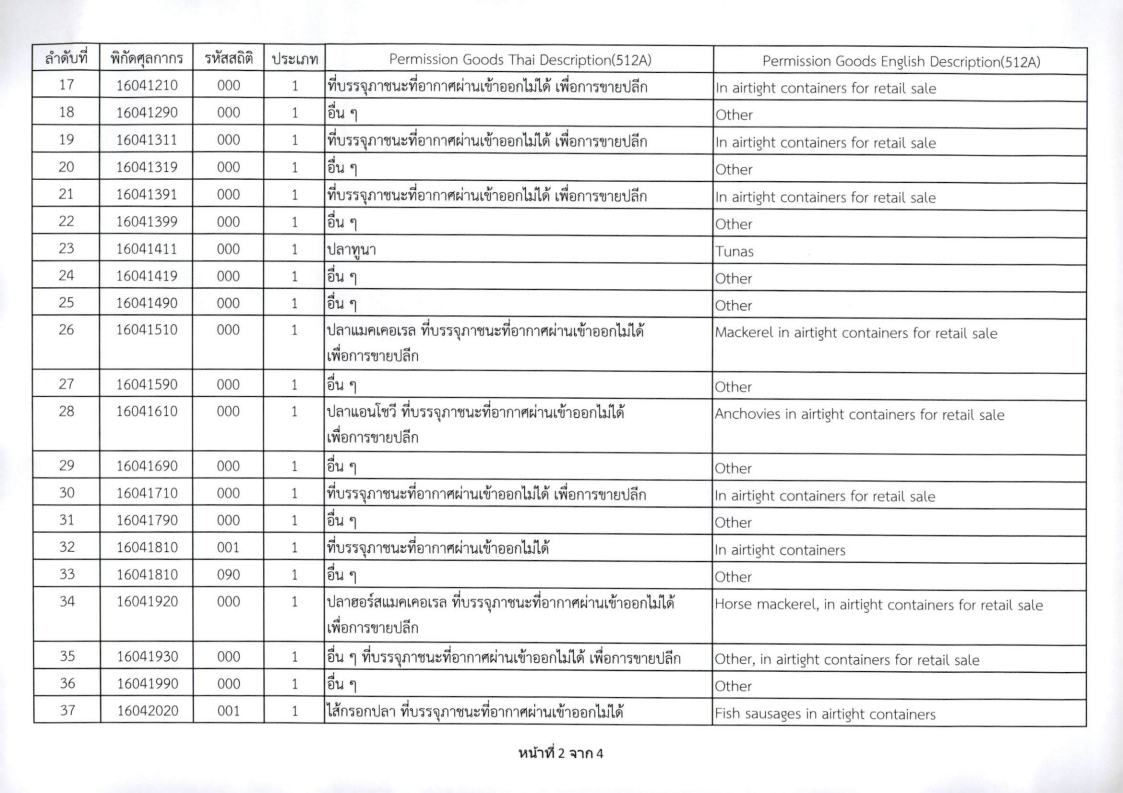 ลำดับที่ พิกัดศุลกากร รหัสสถิติ ประเภท Permission Goods Thai Description(512A) Permission Goods English Description(512A)
17 16041210 000 1 ที่บรรจุภาชนะที่อากาศผ่านเข้าออกไม่ได้ เพื่อการขายปลีก In airtight containers for retail sale
18 16041290 000 1 อื่น ๆ Other
19 16041311 000 1 ที่บรรจุภาชนะที่อากาศผ่านเข้าออกไม่ได้ เพื่อการขายปลีก In airtight containers for retail sale
20 16041319 000 1 อื่น ๆ Other
21 16041391 000 1 ที่บรรจุภาชนะที่อากาศผ่านเข้าออกไม่ได้ เพื่อการขายปลีก In airtight containers for retail sale
22 16041399 000 1 อื่น ๆ Other
23 16041411 000 1 ปลาทูนา Tunas
24 16041419 000 1 อื่น ๆ Other
25 16041490 000 1 อื่น ๆ Other
26 16041510 000 1 ปลาแมคเคอเรล ที่บรรจุภาชนะที่อากาศผ่านเข้าออกไม่ได้ Mackerel in airtight containers for retail sale
เพื่อการขายปลีก
27 16041590 000 1 อื่น ๆ Other
28 16041610 000 1 ปลาแอนโชวี ที่บรรจุภาชนะที่อากาศผ่านเข้าออกไม่ได้ Anchovies in airtight containers for retail sale
เพื่อการขายปลีก
29 16041690 000 1 อื่น ๆ Other
30 16041710 000 1 ที่บรรจุภาชนะที่อากาศผ่านเข้าออกไม่ได้ เพื่อการขายปลีก In airtight containers for retail sale
31 16041790 000 1 อื่น ๆ Other
32 16041810 001 1 ที่บรรจุภาชนะที่อากาศผ่านเข้าออกไม่ได้ In airtight containers
33 16041810 090 1 อื่น ๆ Other
34 16041920 000 1 ปลาฮอร์สแมคเคอเรล ที่บรรจุภาชนะที่อากาศผ่านเข้าออกไม่ได้ Horse mackerel, in airtight containers for retail sale
เพื่อการขายปลีก
35 16041930 000 1 อื่น ๆ ที่บรรจุภาชนะที่อากาศผ่านเข้าออกไม่ได้ เพื่อการขายปลีก Other, in airtight containers for retail sale
36 16041990 000 1 อื่น ๆ Other
37 16042020 001 1 ไส้กรอกปลา ที่บรรจุภาชนะที่อากาศผ่านเข้าออกไม่ได้ Fish sausages in airtight containers
หน้าที่ 2 จาก 4